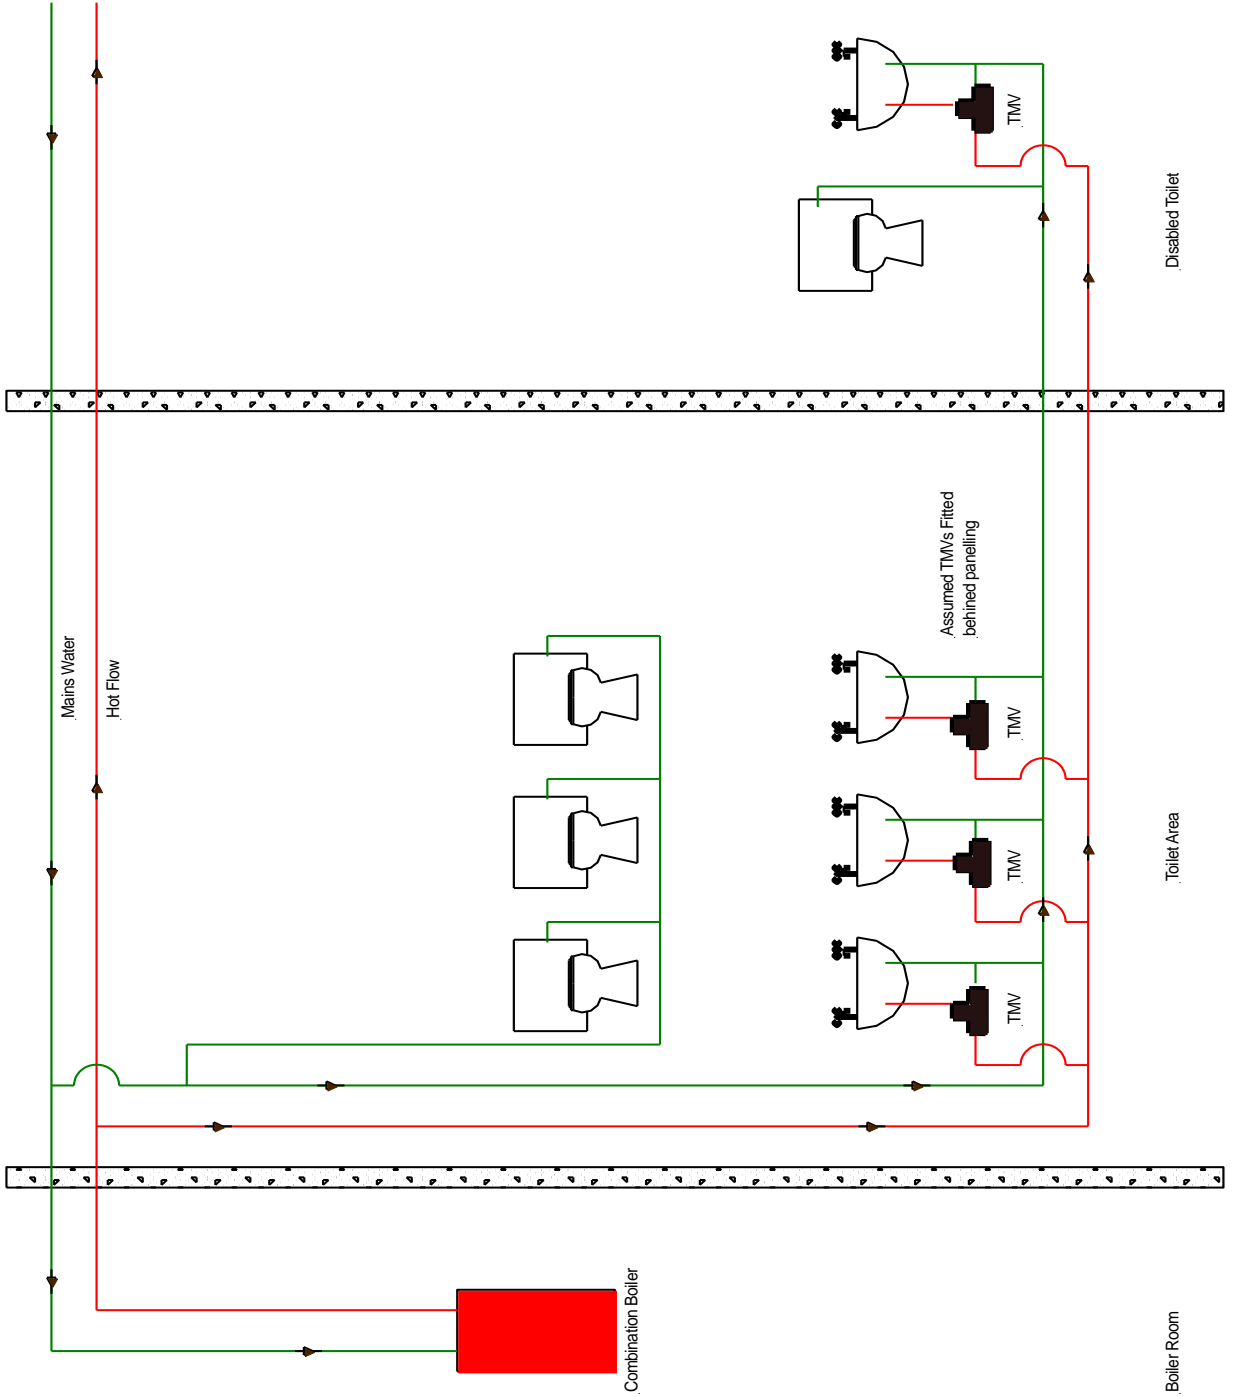 Mains Water
Hot Flow
Combination Boiler
Assumed TMVs Fitted
behined panelling
TMV
TMV
TMV
TMV
Boiler Room
Toilet Area
Disabled Toilet